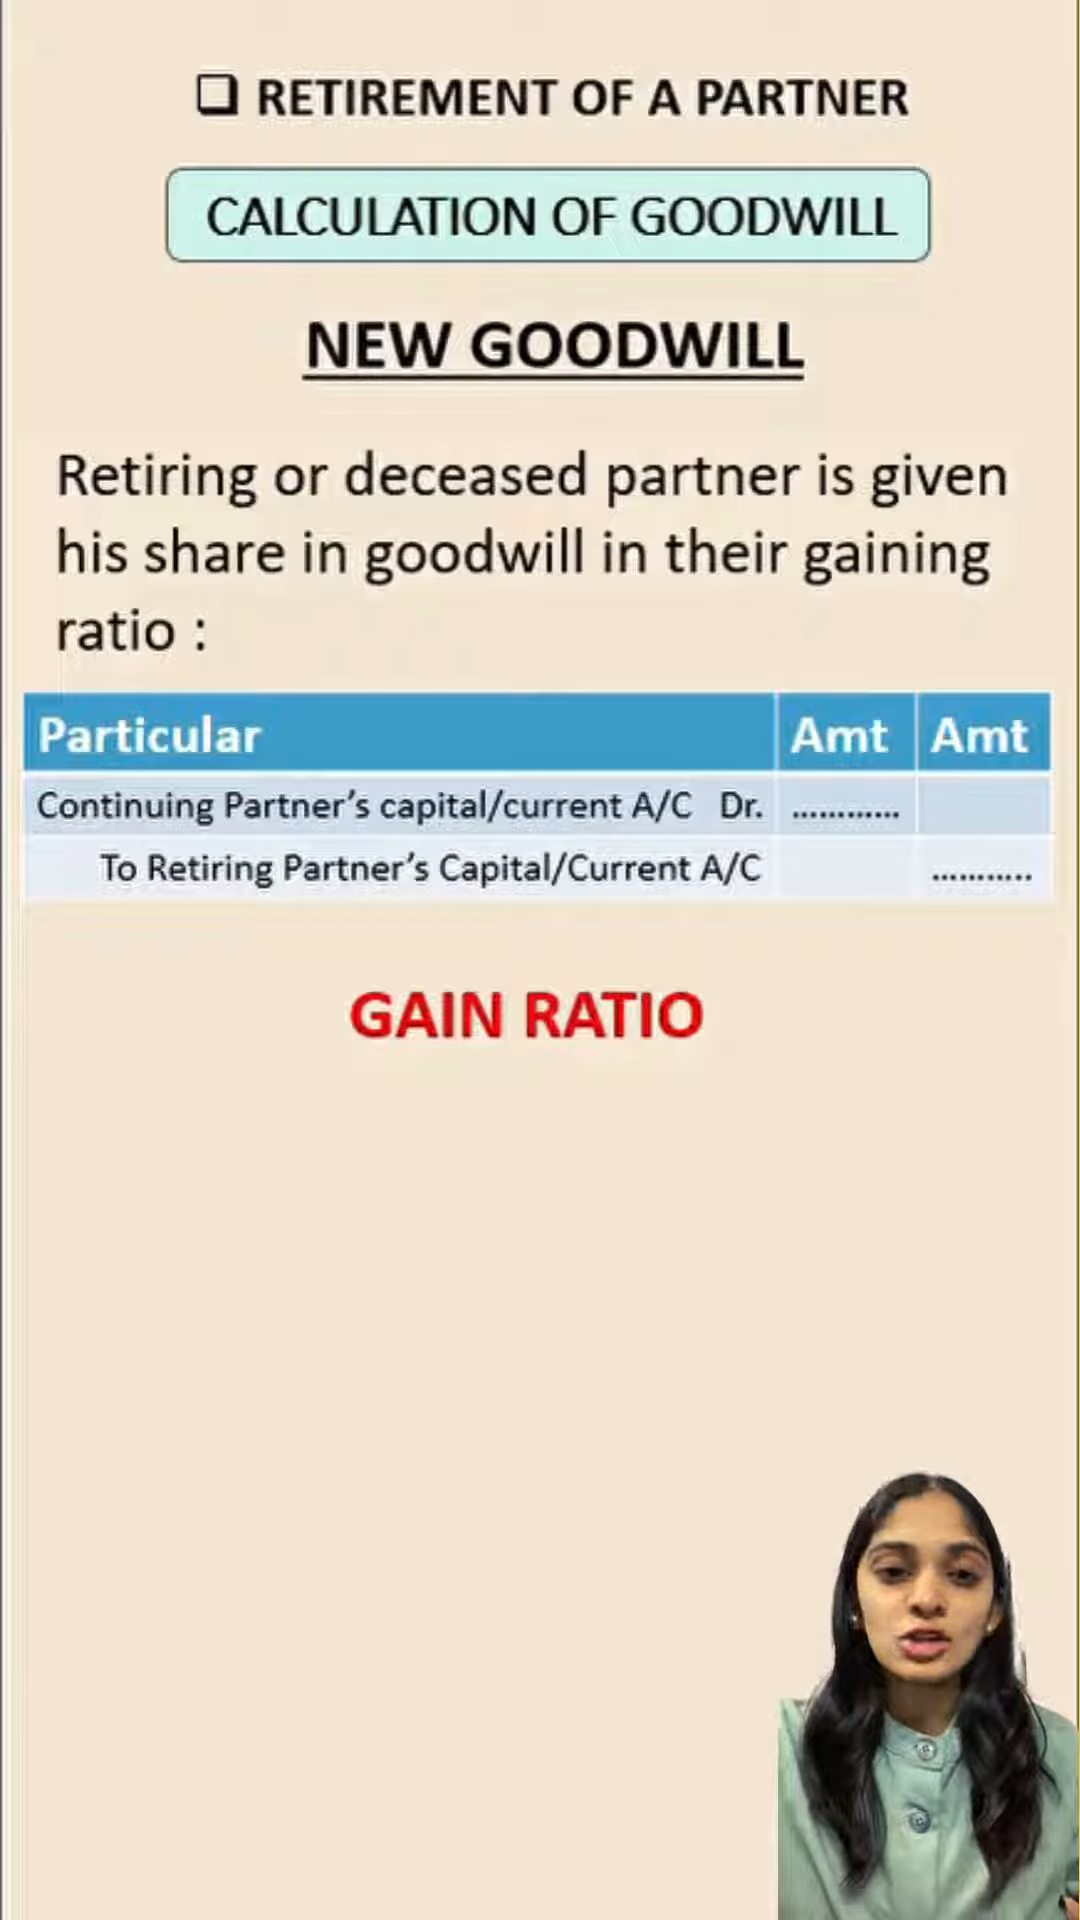 ❑ RETIREMENT OF A PARTNER
CALCULATION OF GOODWILL
NEW GOODWILL
Retiring or deceased partner is given
his share in goodwill in their gaining
ratio :
Particular Amt Amt
Continuing Partner’s capital/current A/C Dr. ............
To Retiring Partner’s Capital/Current A/C ...........
GAIN RATIO